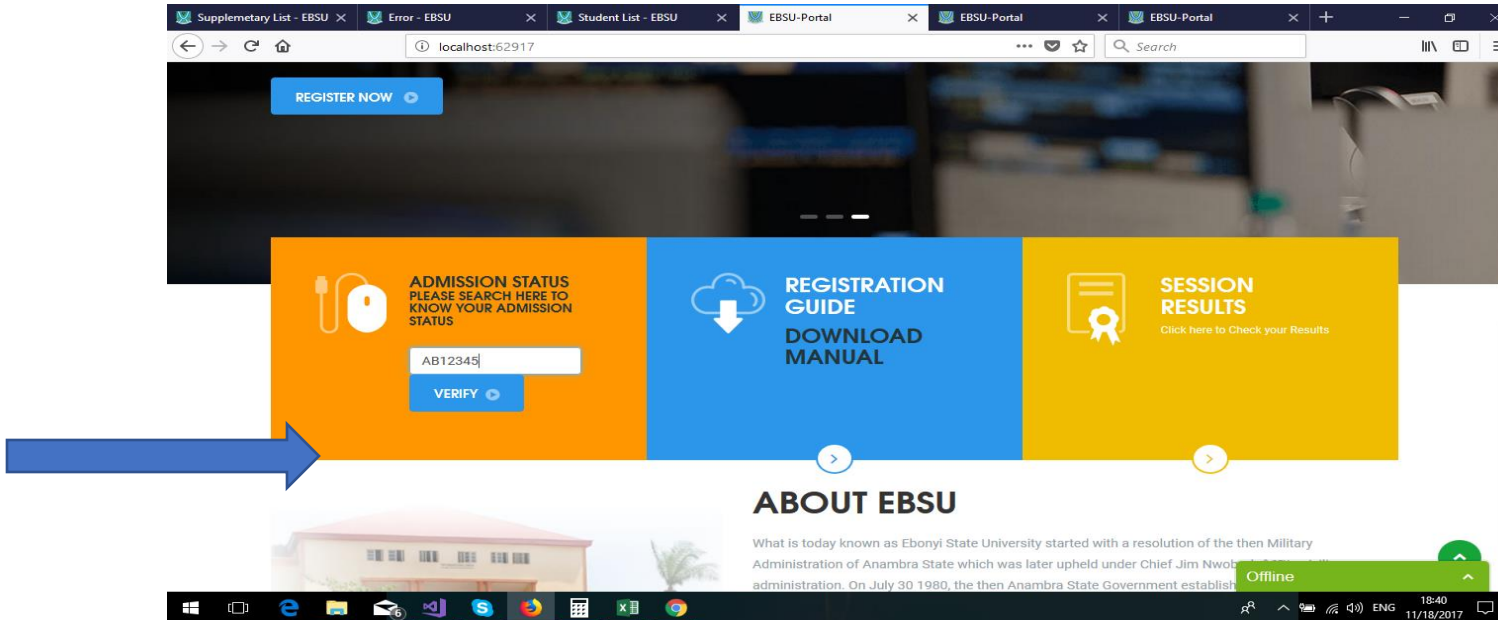 Supplemetary List - EBSU
Error - EBSU
Student List - EBSU
EBSU-Portal
EBSU-Portal
EBSU-Portal
localhost:62917
Search
REGISTER NOW
ADMISSION STATUS
PLEASE SEARCH HERE TO
KNOW YOUR ADMISSION
STATUS
AB12345
VERIFY
REGISTRATION
GUIDE
DOWNLOAD
MANUAL
SESSION
RESULTS
Click here to Check your Results
ABOUT EBSU
What is today known as Ebonyi State University started with a resolution of the then Military
Administration of Anambra State which was later upheld under Chief Jim
administration. On July 30 1980, the then Anambra State Government
Offline
6
ENG
18:40
11/18/2017